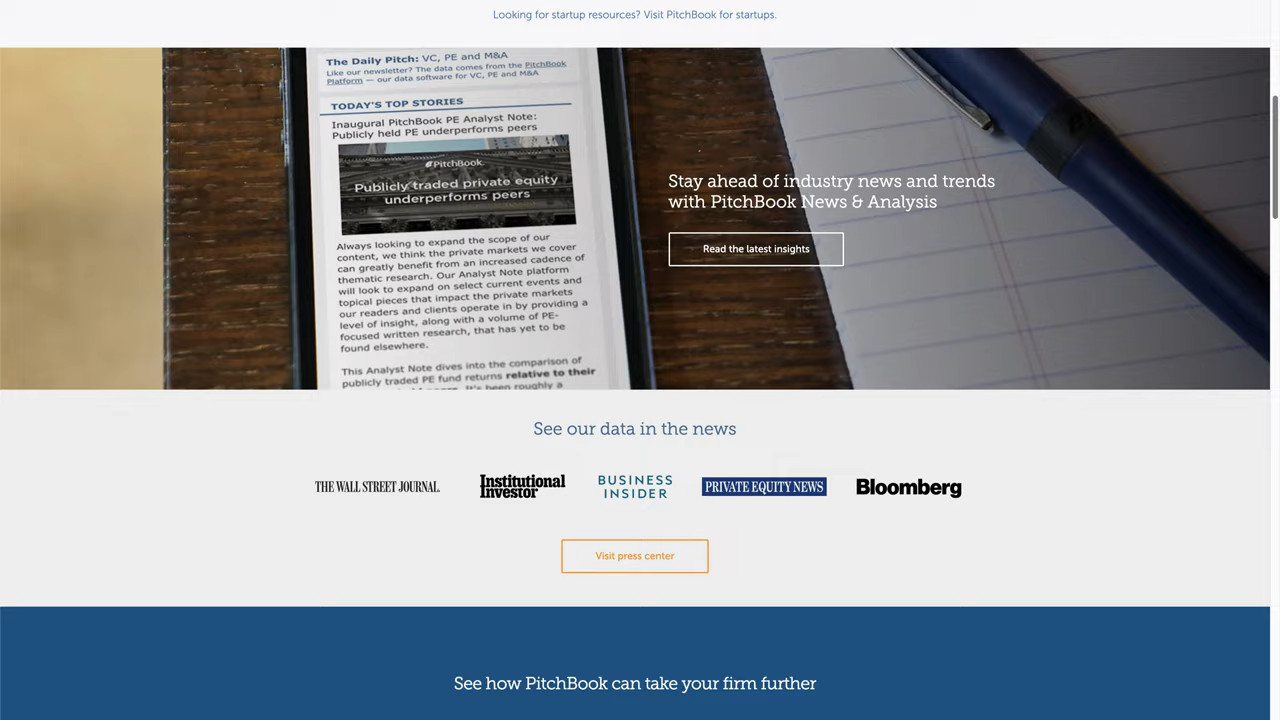 Looking for startup resources? Visit PitchBook for startups.
The Daily Pitch: VC, PE and M&A
Like our newsletter? The data comes from the PitchBook
Platform — our data software for VC, PE and M&A
TODAY'S TOP STORIES
Inaugural PitchBook PE Analyst Note:
Publicly held PE underperforms peers
PitchBook
Publicly traded private equity
underperforms peers
Always looking to expand the scope of our
content, we think the private markets we cover
can greatly benefit from an increased cadence of
thematic research. Our Analyst Note platform
will look to expand on select current events and
topical pieces that impact the private markets
our readers and clients operate in by providing a
level of insight, along with a volume of PE-
focused written research, that has yet to be
found elsewhere.
This Analyst Note dives into the comparison of
publicly traded PE fund returns relative to their
It's been roughly a
Stay ahead of industry news and trends
with PitchBook News & Analysis
Read the latest insights
See our data in the news
THE WALL STREET JOURNAL.
Institutional
Investor
BUSINESS
INSIDER
PRIVATE EQUITY NEWS
Bloomberg
Visit press center
See how PitchBook can take your firm further